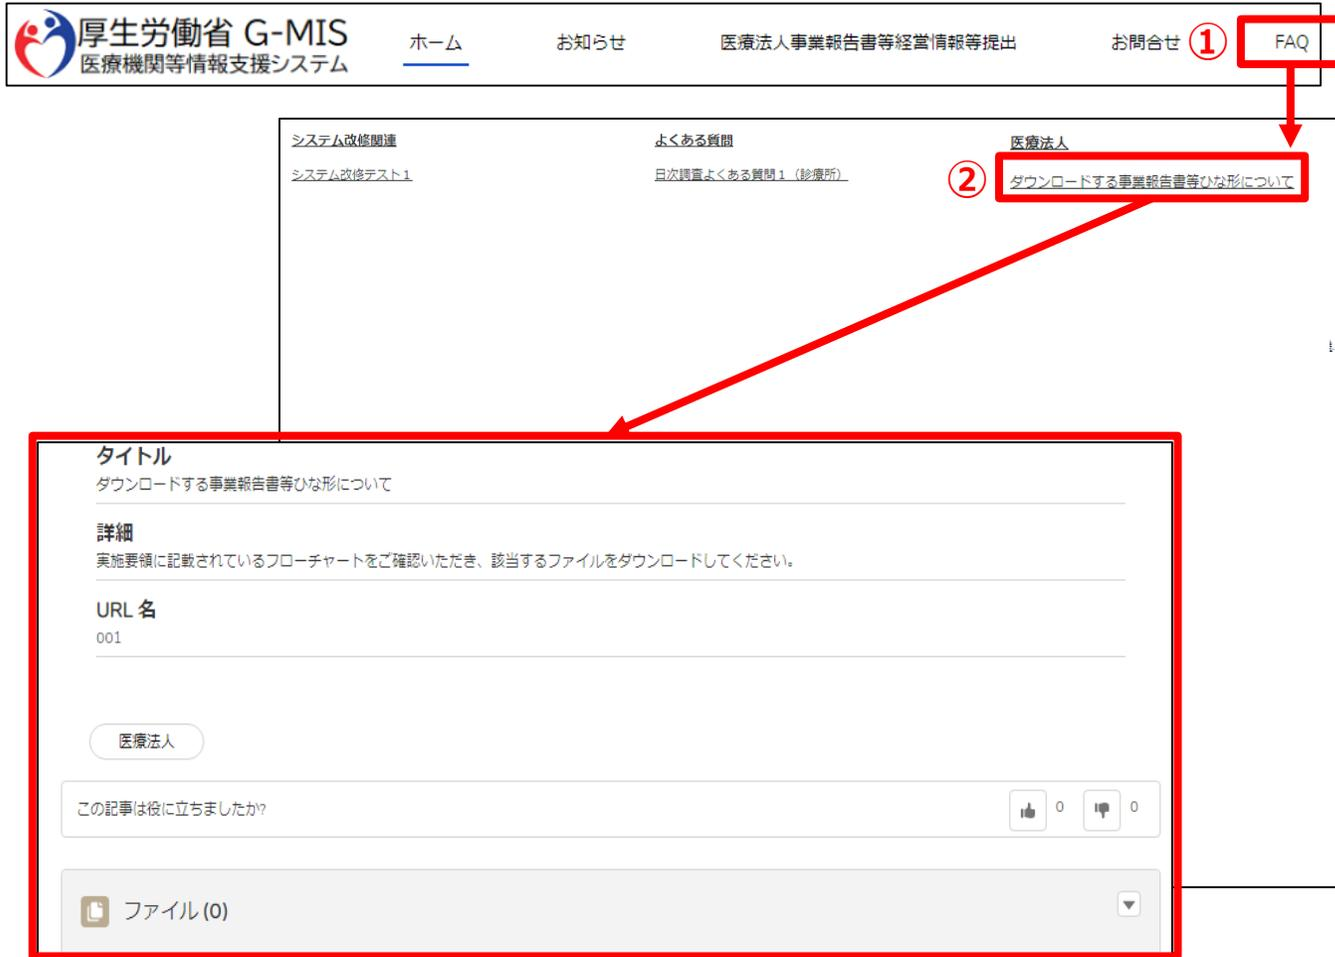 厚生労働省 G-MIS
医療機関等情報支援システム
ホーム
お知らせ
医療法人事業報告書等経営情報等提出
お問合せ
①
FAQ
システム改修関連
よくある質問
医療法人
システム改修テスト1
日次調査よくある質問1（診療所）
②
ダウンロードする事業報告書等ひな形について
タイトル
ダウンロードする事業報告書等ひな形について
詳細
実施要領に記載されているフローチャートをご確認いただき、該当するファイルをダウンロードしてください。
URL 名
001
医療法人
この記事は役に立ちましたか?
0
0
ファイル (0)